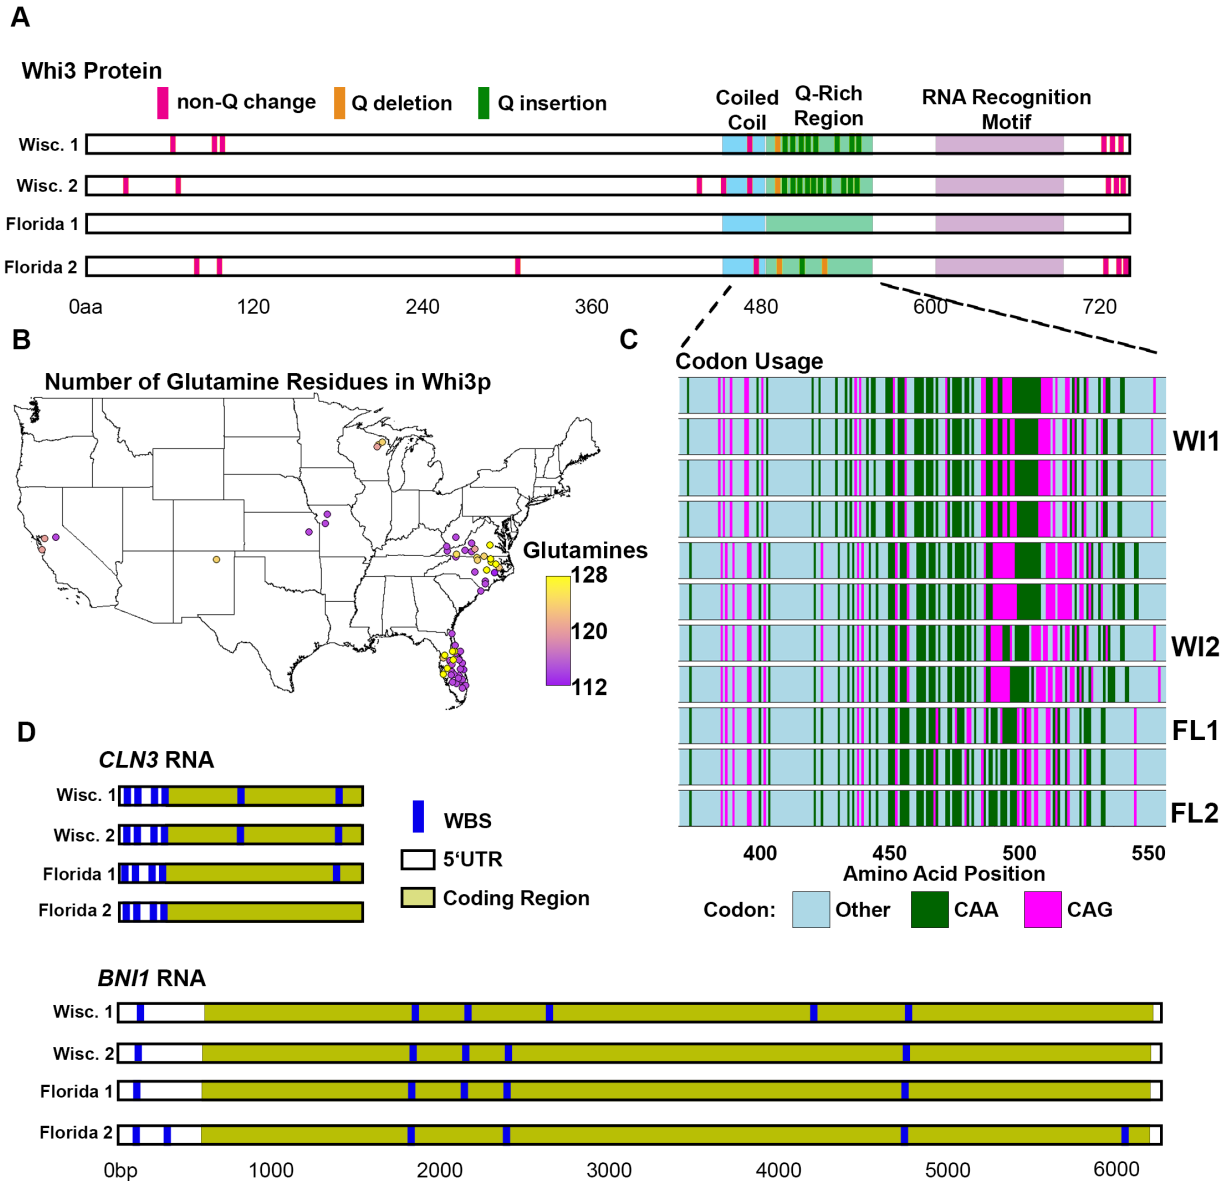 A
Whi3 Protein
non-Q change
Q deletion
Q insertion
Coiled
Coil
Q-Rich
Region
RNA Recognition
Motif
Wisc. 1
Wisc. 2
Florida 1
Florida 2
0aa 120 240 360 480 600 720
B
Number of Glutamine Residues in Whi3p
Glutamines
128
120
112
C
Codon Usage
WI1
WI2
FL1
FL2
400 450 500 550
Amino Acid Position
Codon: Other CAA CAG
D
CLN3 RNA
Wisc. 1
Wisc. 2
Florida 1
Florida 2
WBS
5‘UTR
Coding Region
BNI1 RNA
Wisc. 1
Wisc. 2
Florida 1
Florida 2
0bp 1000 2000 3000 4000 5000 6000